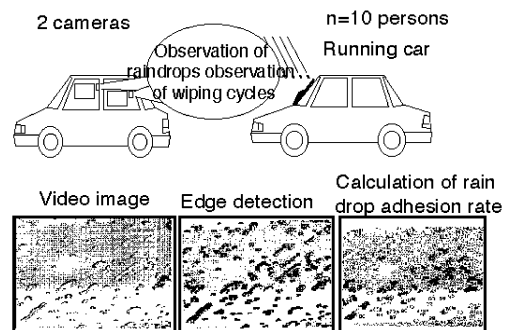 2 cameras
n=10 persons
Running car
Observation of
raindrops observation
of wiping cycles
Video image
Edge detection
Calculation of rain
drop adhesion rate